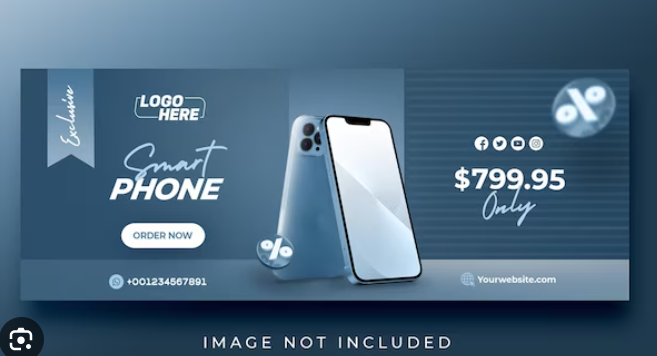 Exclusive
LOGO
HERE
Smart
PHONE
ORDER NOW
+001234567891
$799.95
Only
Yourwebsite.com
%
%
IMAGE NOT INCLUDED